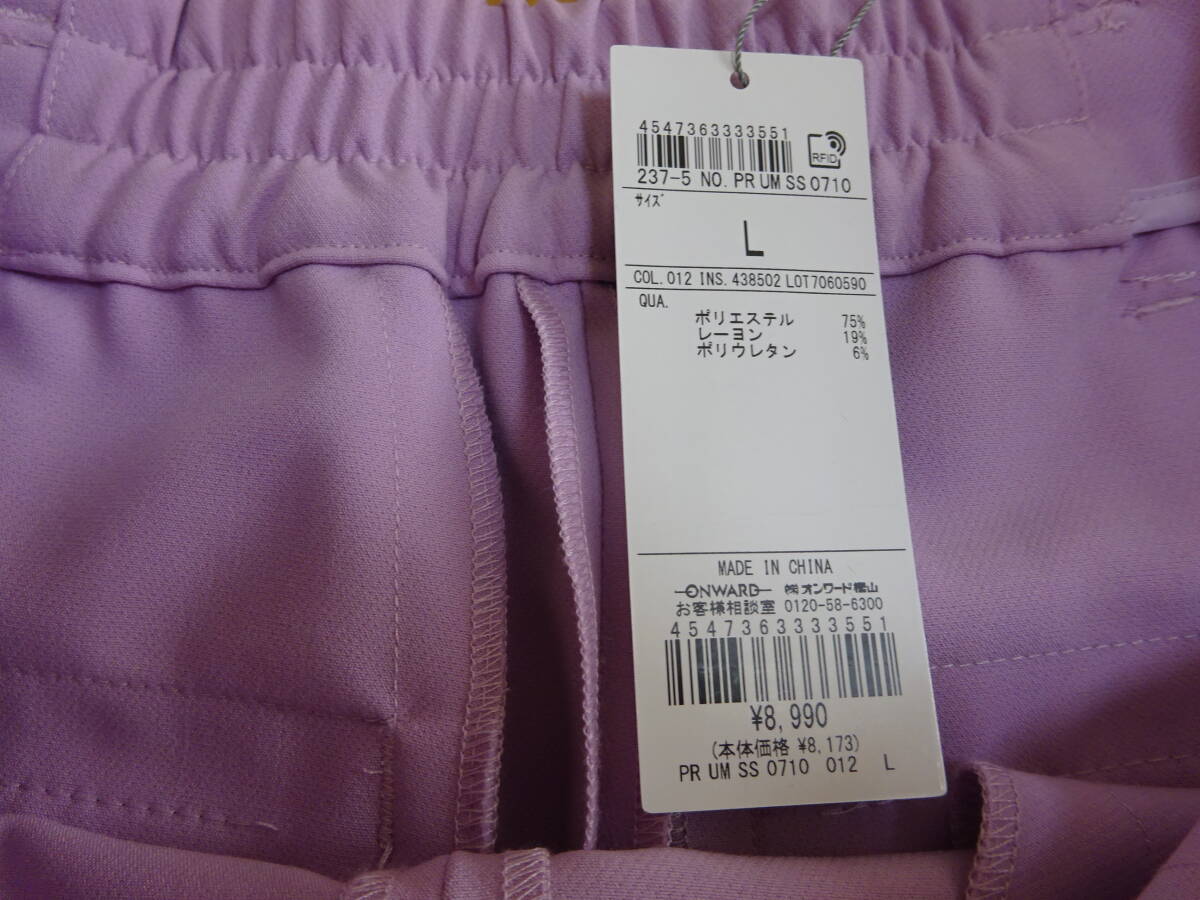 4547363333551
RFID
237-5 NO. PR UM SS 0710
サイズ
L
COL. 012 INS. 438502 LOT7060590
QUA.
ポリエステル 75%
レーヨン 19%
ポリウレタン 6%
MADE IN CHINA
ONWARD ㈱オンワード樫山
お客様相談室 0120-58-6300
4547363333551
¥8,990
(本体価格 ¥8,173)
PR UM SS 0710 012 L